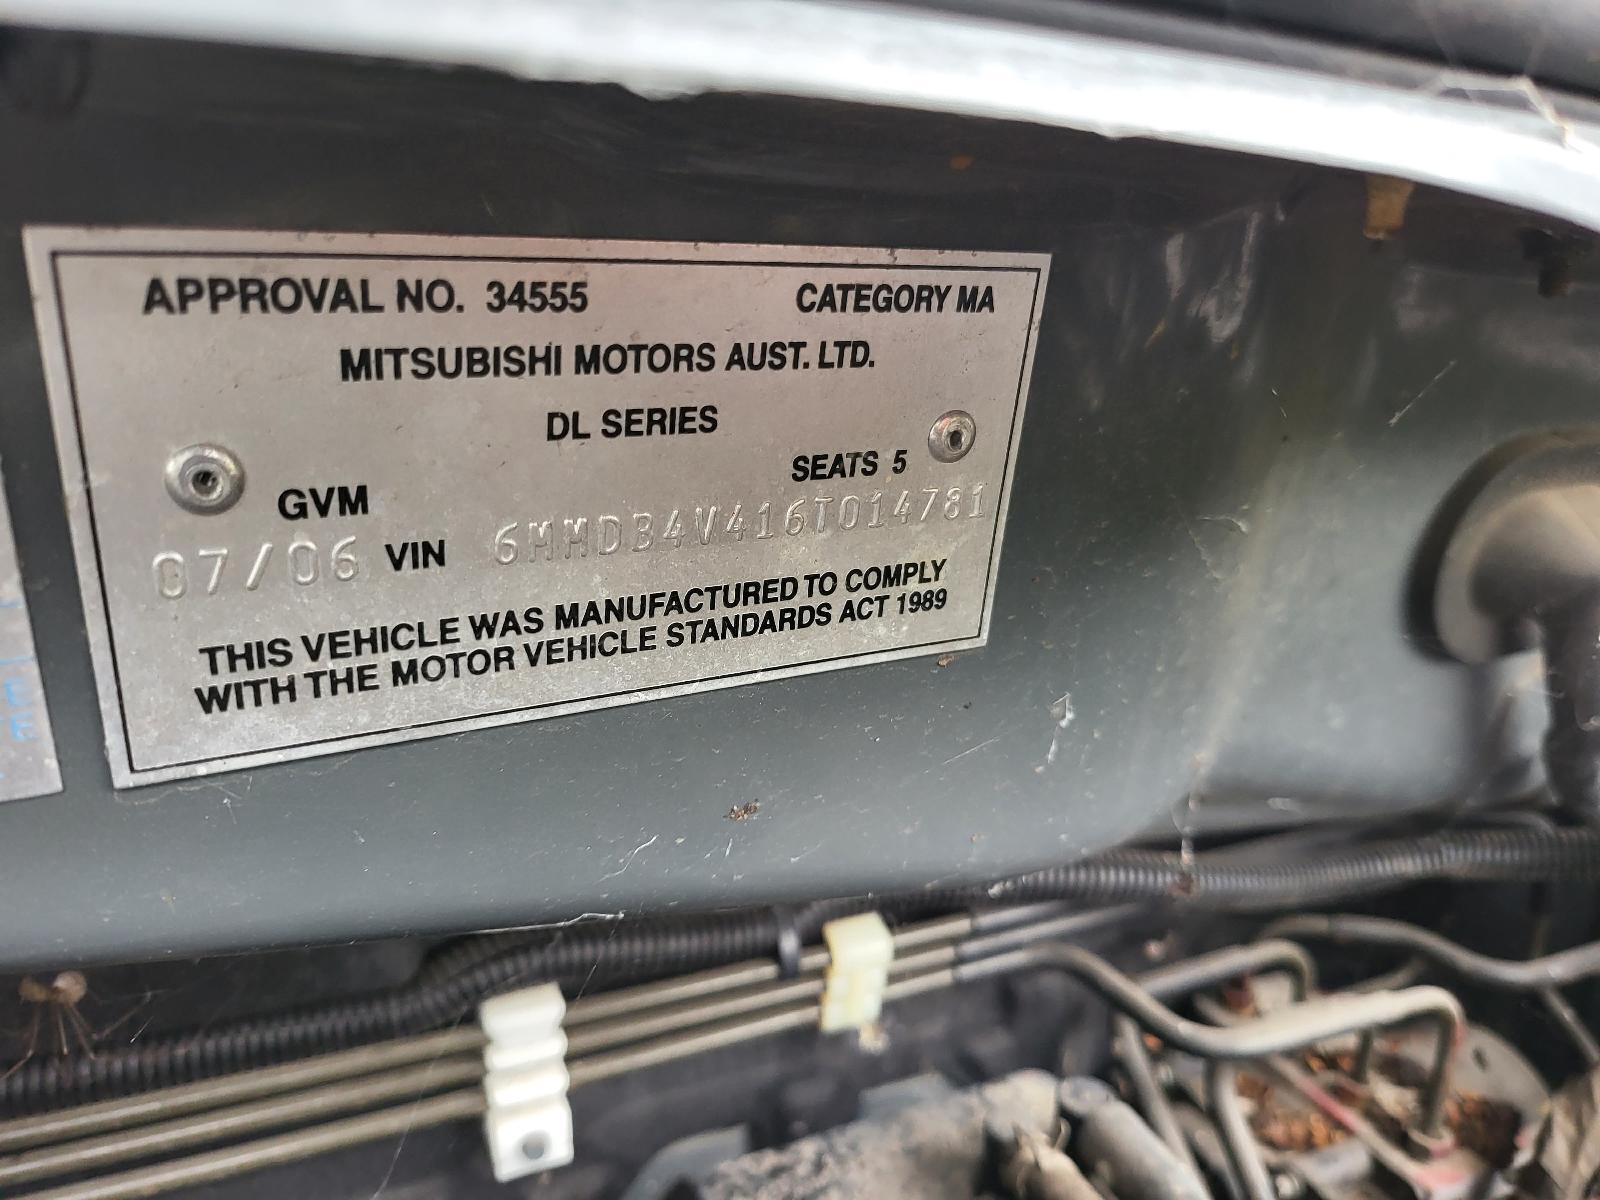 APPROVAL NO. 34555 CATEGORY MA
MITSUBISHI MOTORS AUST. LTD.
DL SERIES
SEATS 5
GVM
07/06 VIN 6MMDB4V416T014781
THIS VEHICLE WAS MANUFACTURED TO COMPLY
WITH THE MOTOR VEHICLE STANDARDS ACT 1989